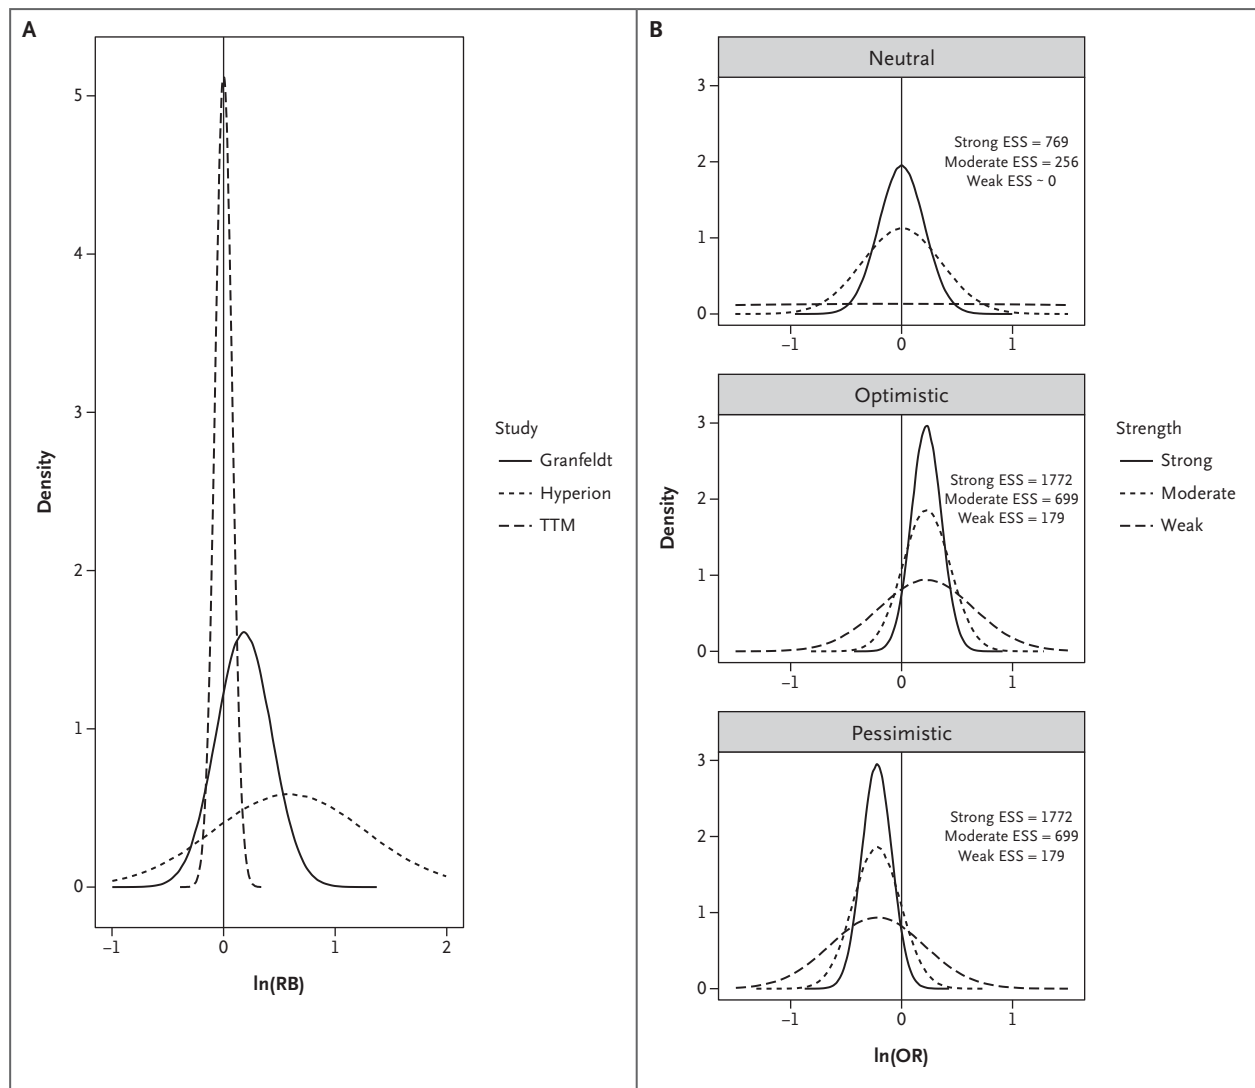 A
Density
5
4
3
2
1
0
–1
0
1
2
ln(RB)
Study
Granfeldt
Hyperion
TTM
B
Neutral
3
2
1
0
Strong ESS = 769
Moderate ESS = 256
Weak ESS ~ 0
–1
0
1
Optimistic
3
2
1
0
Strong ESS = 1772
Moderate ESS = 699
Weak ESS = 179
–1
0
1
Density
Pessimistic
3
2
1
0
Strong ESS = 1772
Moderate ESS = 699
Weak ESS = 179
–1
0
1
ln(OR)
Strength
Strong
Moderate
Weak